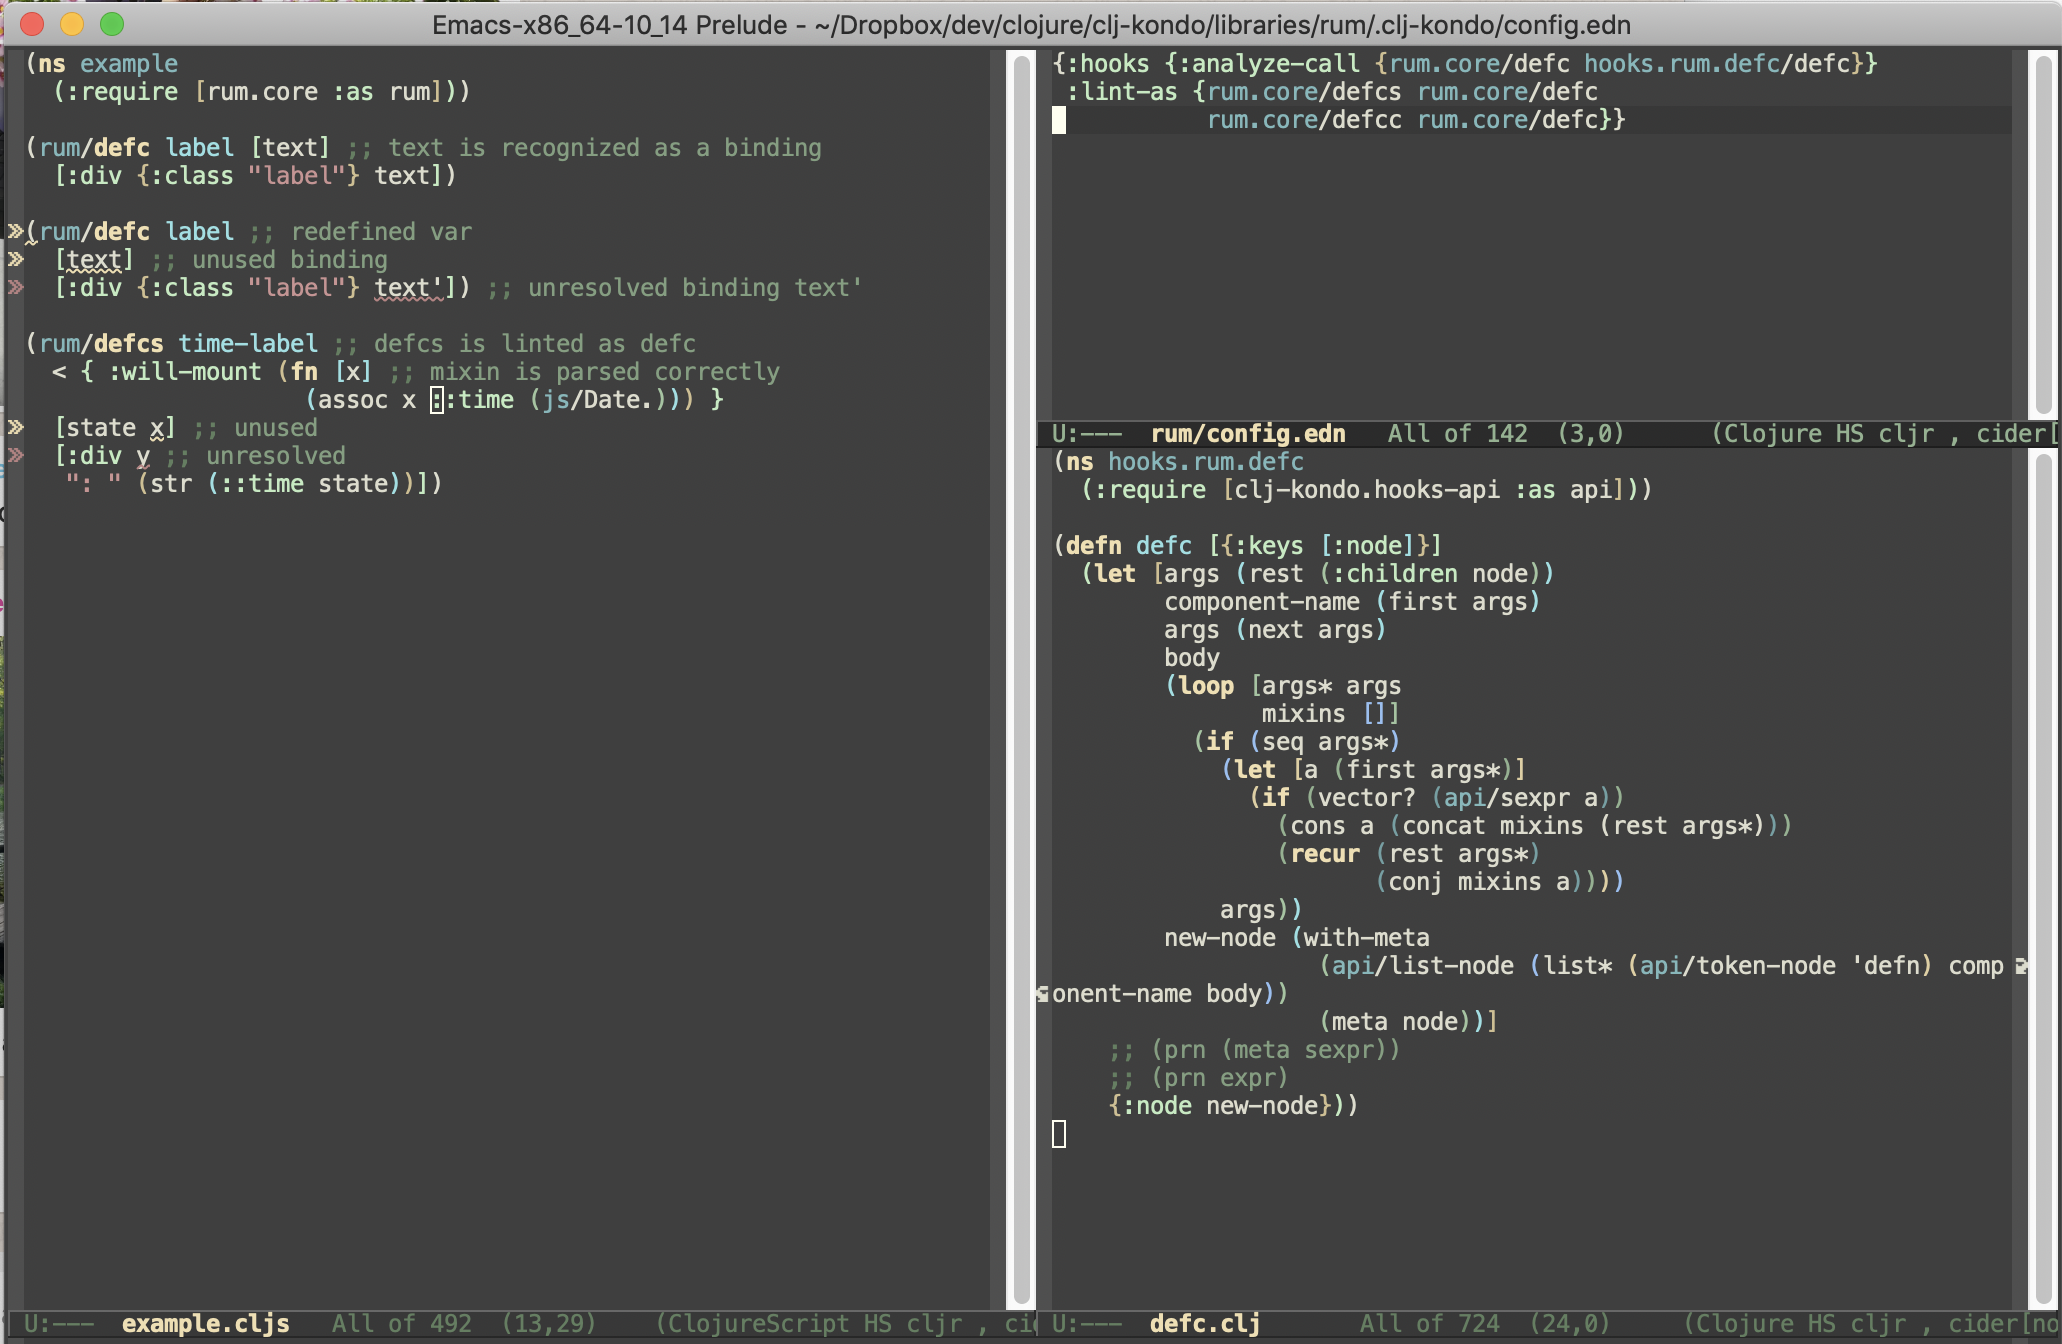 Emacs-x86_64-10_14 Prelude - ~/Dropbox/dev/clojure/clj-kondo/libraries/rum/.clj-kondo/config.edn
(ns example
  (:require [rum.core :as rum]))
(rum/defc label [text] ;; text is recognized as a binding
  [:div {:class "label"} text])
(rum/defc label ;; redefined var
  [text] ;; unused binding
  [:div {:class "label"} text']) ;; unresolved binding text'
(rum/defcs time-label ;; defcs is linted as defc
  < { :will-mount (fn [x] ;; mixin is parsed correctly
                    (assoc x ::time (js/Date.))) }
  [state x] ;; unused
  [:div y ;; unresolved
   ": " (str (::time state))])
U:--- example.cljs All of 492 (13,29) (ClojureScript HS cljr , ci
{:hooks {:analyze-call {rum.core/defc hooks.rum.defc/defc}}
 :lint-as {rum.core/defcs rum.core/defc
           rum.core/defcc rum.core/defc}}
U:--- rum/config.edn All of 142 (3,0) (Clojure HS cljr , cider[
(ns hooks.rum.defc
  (:require [clj-kondo.hooks-api :as api]))
(defn defc [{:keys [:node]}]
  (let [args (rest (:children node))
        component-name (first args)
        args (next args)
        body
        (loop [args* args
               mixins []]
          (if (seq args*)
            (let [a (first args*)]
              (if (vector? (api/sexpr a))
                (cons a (concat mixins (rest args*)))
                (recur (rest args*)
                       (conj mixins a))))
            args))
        new-node (with-meta
                   (api/list-node (list* (api/token-node 'defn) comp
onent-name body))
                   (meta node))]
    ;; (prn (meta sexpr))
    ;; (prn expr)
    {:node new-node}))
U:--- defc.clj All of 724 (24,0) (Clojure HS cljr , cider[no